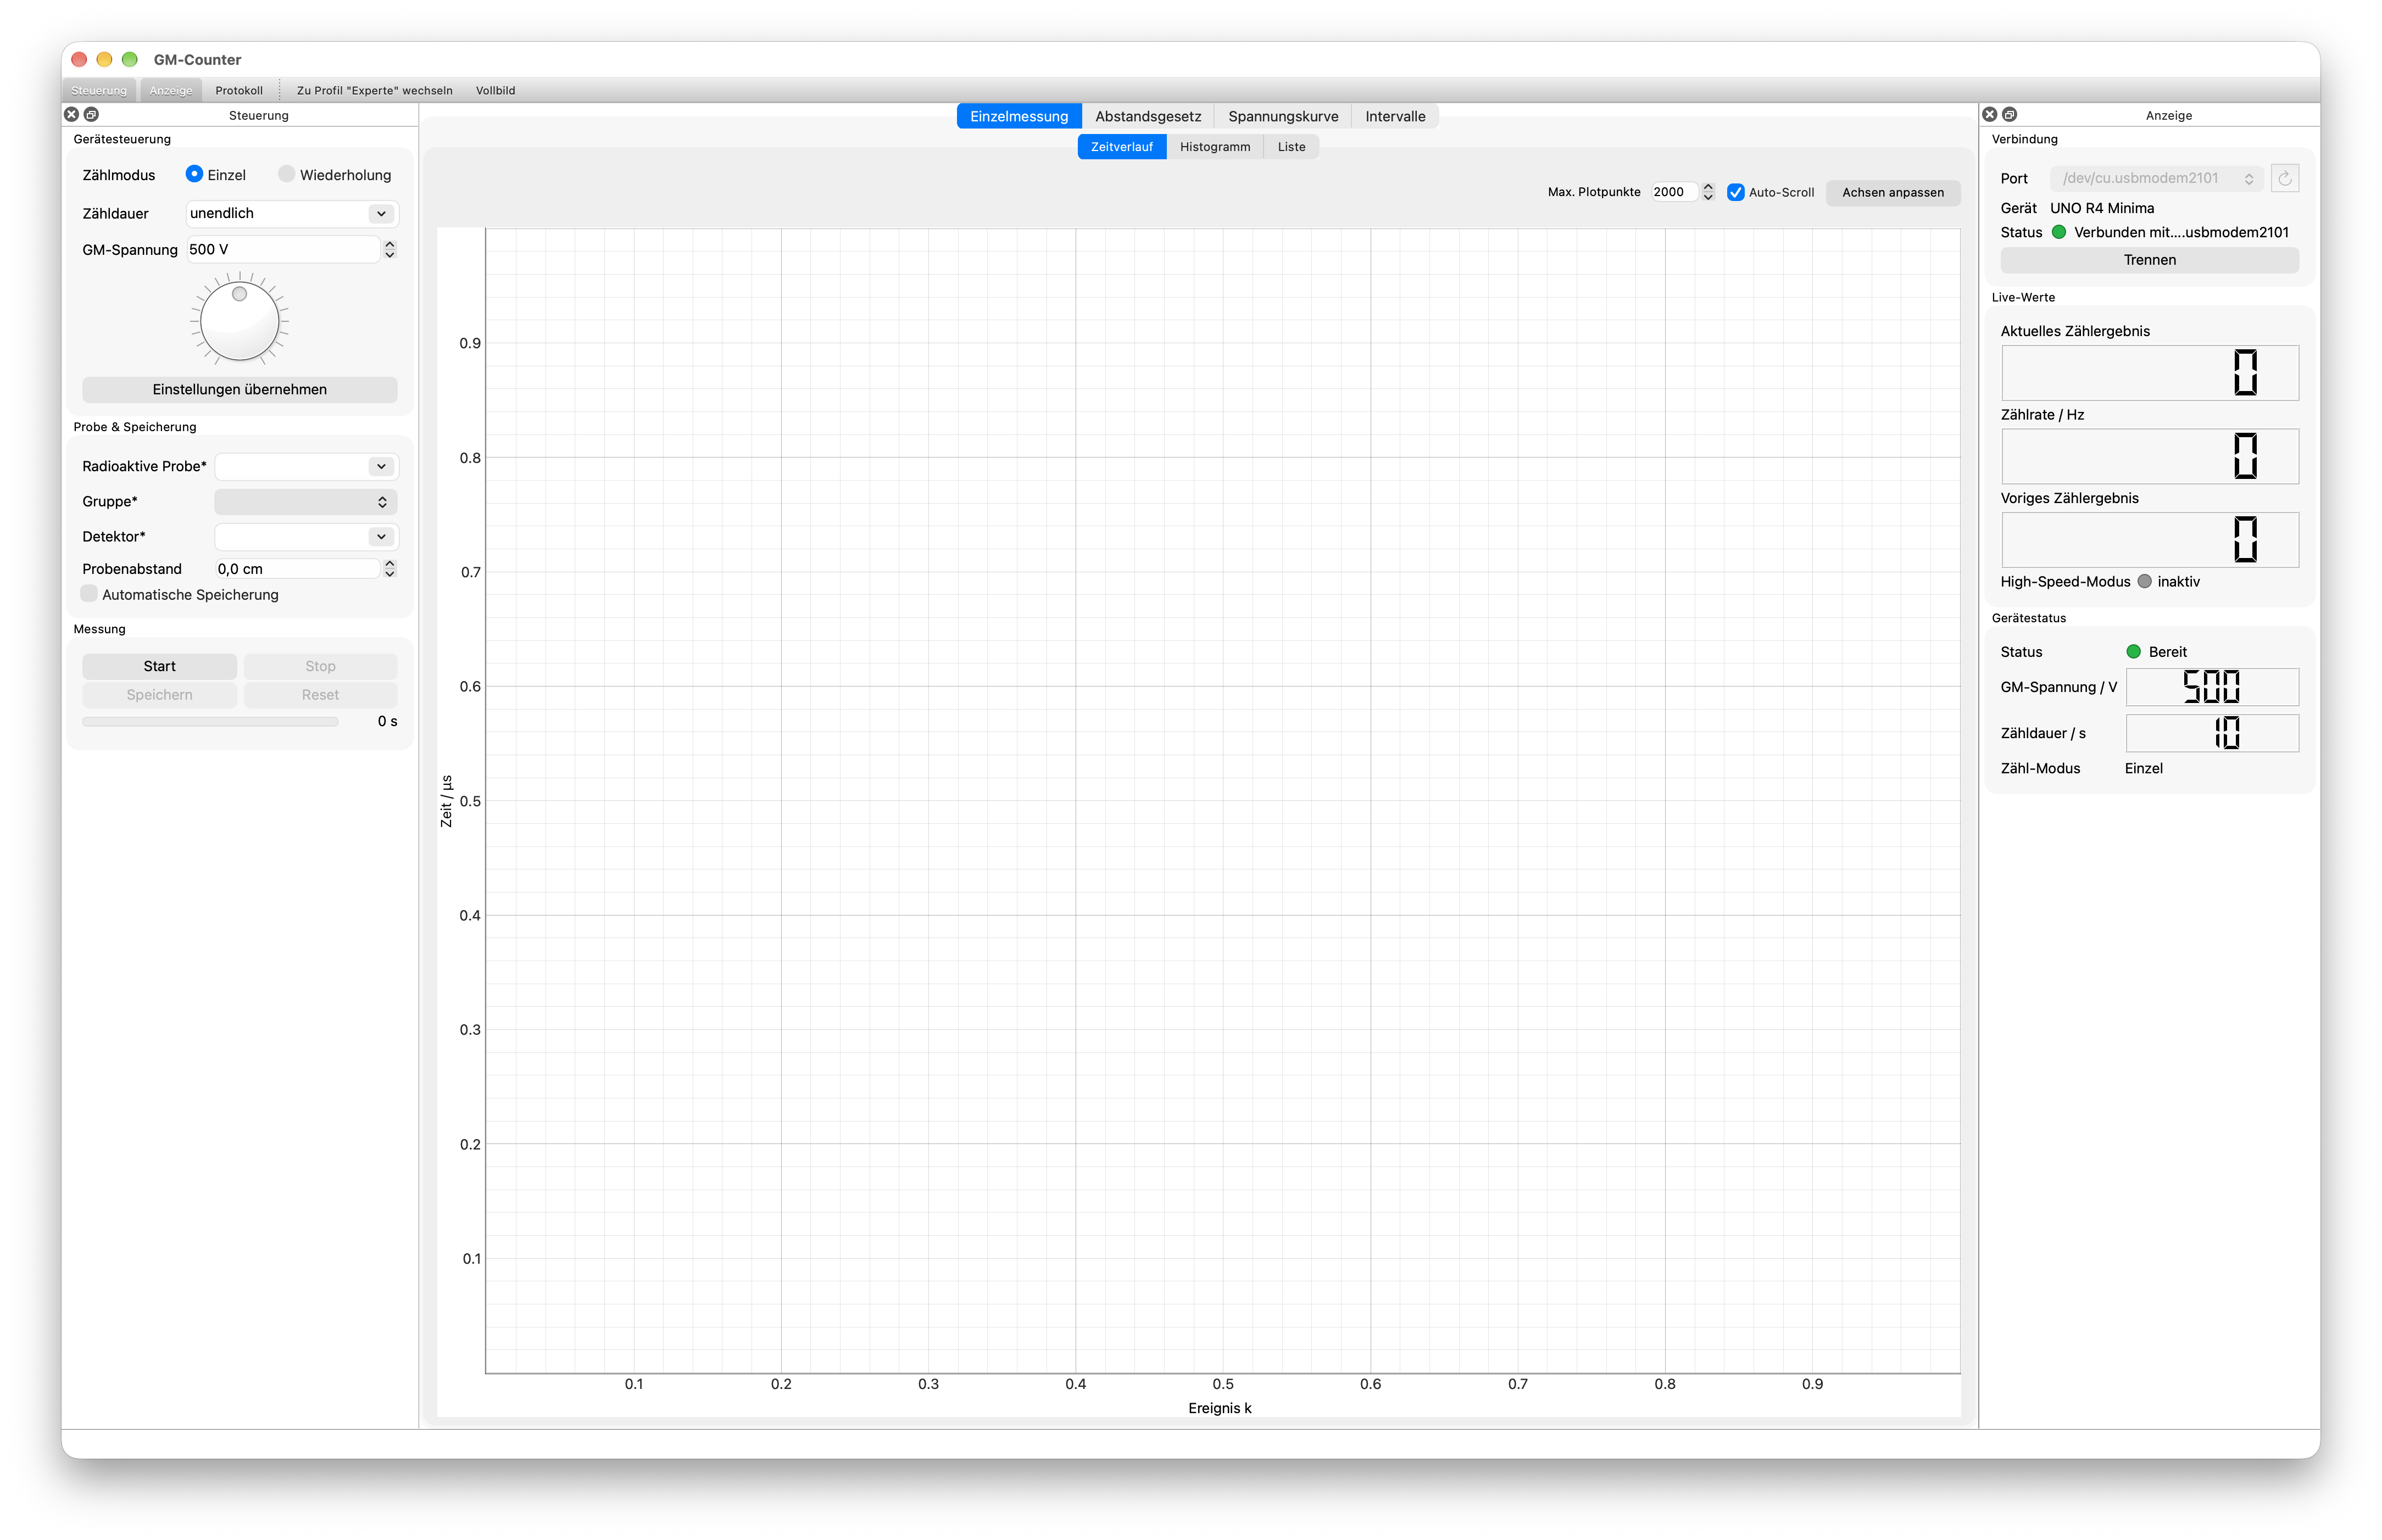 GM-Counter
Steuerung Anzeige Protokoll Zu Profil "Experte" wechseln Vollbild
Steuerung
Gerätesteuerung
Zählmodus Einzel Wiederholung
Zähldauer unendlich
GM-Spannung 500 V
Einstellungen übernehmen
Probe & Speicherung
Radioaktive Probe*
Gruppe*
Detektor*
Probenabstand 0,0 cm
Automatische Speicherung
Messung
Start Stop
Speichern Reset
0 s
Einzelmessung Abstandsgesetz Spannungskurve Intervalle
Zeitverlauf Histogramm Liste
Max. Plotpunkte 2000 Auto-Scroll Achsen anpassen
0.9
0.8
0.7
0.6
0.5
0.4
0.3
0.2
0.1
Zeit / µs
0.1 0.2 0.3 0.4 0.5 0.6 0.7 0.8 0.9
Ereignis k
Anzeige
Verbindung
Port /dev/cu.usbmodem2101
Gerät UNO R4 Minima
Status Verbunden mit....usbmodem2101
Trennen
Live-Werte
Aktuelles Zählergebnis
0
Zählrate / Hz
0
Voriges Zählergebnis
0
High-Speed-Modus inaktiv
Gerätestatus
Status Bereit
GM-Spannung / V 500
Zähldauer / s 10
Zähl-Modus Einzel